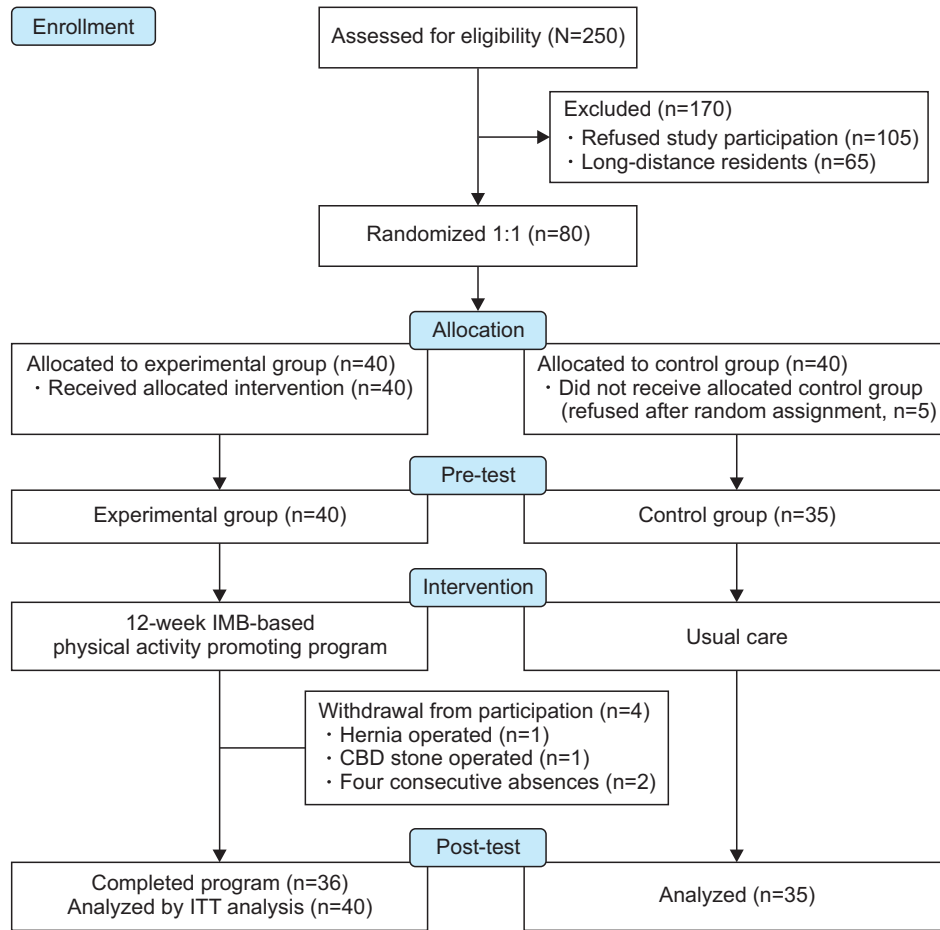 Enrollment
Assessed for eligibility (N=250)
Excluded (n=170)
· Refused study participation (n=105)
· Long-distance residents (n=65)
Randomized 1:1 (n=80)
Allocation
Allocated to experimental group (n=40)
· Received allocated intervention (n=40)
Allocated to control group (n=40)
· Did not receive allocated control group
(refused after random assignment, n=5)
Pre-test
Experimental group (n=40)
Control group (n=35)
Intervention
12-week IMB-based
physical activity promoting program
Usual care
Withdrawal from participation (n=4)
· Hernia operated (n=1)
· CBD stone operated (n=1)
· Four consecutive absences (n=2)
Post-test
Completed program (n=36)
Analyzed by ITT analysis (n=40)
Analyzed (n=35)